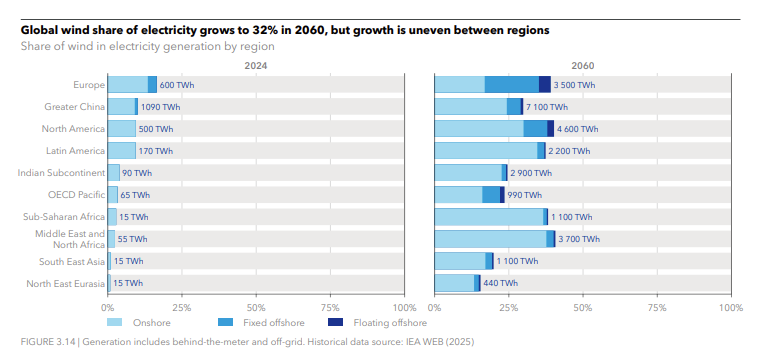 Global wind share of electricity grows to 32% in 2060, but growth is uneven between regions
Share of wind in electricity generation by region
2024 2060
Europe 600 TWh 3 500 TWh
Greater China 1090 TWh 7 100 TWh
North America 500 TWh 4 600 TWh
Latin America 170 TWh 2 200 TWh
Indian Subcontinent 90 TWh 2 900 TWh
OECD Pacific 65 TWh 990 TWh
Sub-Saharan Africa 15 TWh 1 100 TWh
Middle East and
North Africa 55 TWh 3 700 TWh
South East Asia 15 TWh 1 100 TWh
North East Eurasia 15 TWh 440 TWh
0% 25% 50% 75% 100% 0% 25% 50% 75% 100%
Onshore Fixed offshore Floating offshore
FIGURE 3.14 | Generation includes behind-the-meter and off-grid. Historical data source: IEA WEB (2025)